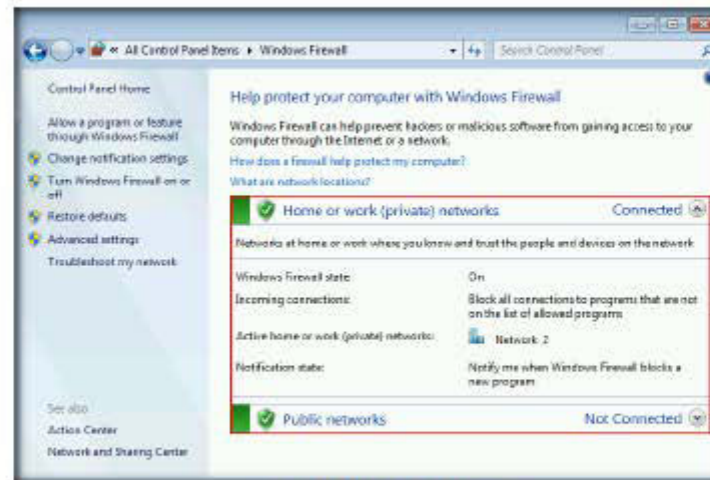 All Control Panel Items ▸ Windows Firewall
Search Control Panel
Control Panel Home
Allow a program or feature
through Windows Firewall
Change notification settings
Turn Windows Firewall on or
off
Restore defaults
Advanced settings
Troubleshoot my network
See also
Action Center
Network and Sharing Center
Help protect your computer with Windows Firewall
Windows Firewall can help prevent hackers or malicious software from gaining access to your
computer through the Internet or a network.
How does a firewall help protect my computer?
What are network locations?
Home or work (private) networks Connected
Networks at home or work where you know and trust the people and devices on the network
Windows Firewall state: On
Incoming connections: Block all connections to programs that are not
on the list of allowed programs
Active home or work (private) networks: Network 2
Notification state: Notify me when Windows Firewall blocks a
new program
Public networks Not Connected